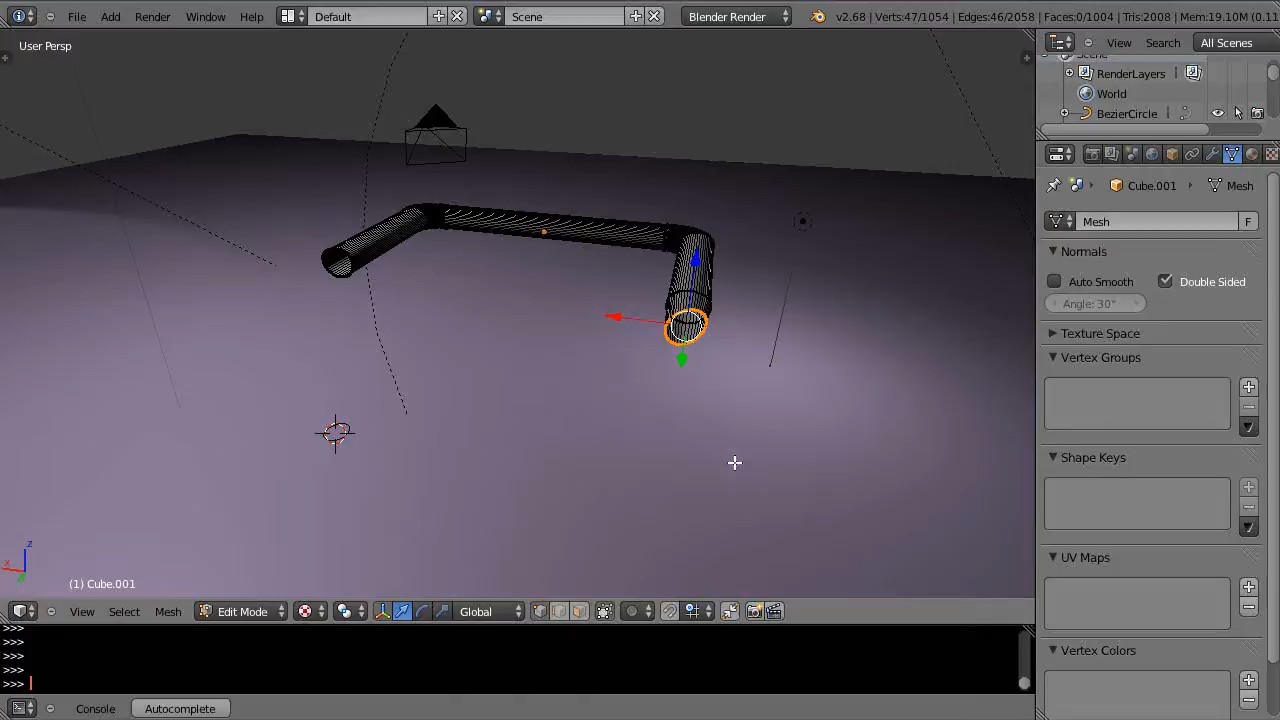 File Add Render Window Help Default Scene Blender Render v2.68 | Verts:47/1054 | Edges:46/2058 | Faces:0/1004 | Tris:2008 | Mem:19.10M (0.11
User Persp
View Search All Scenes
RenderLayers
World
BezierCircle
Cube.001 Mesh
Mesh F
Normals
Auto Smooth Double Sided
Angle: 30°
Texture Space
Vertex Groups
Shape Keys
UV Maps
Vertex Colors
z
x
(1) Cube.001
View Select Mesh Edit Mode Global
>>>
>>>
>>>
>>>
>>>
Console Autocomplete